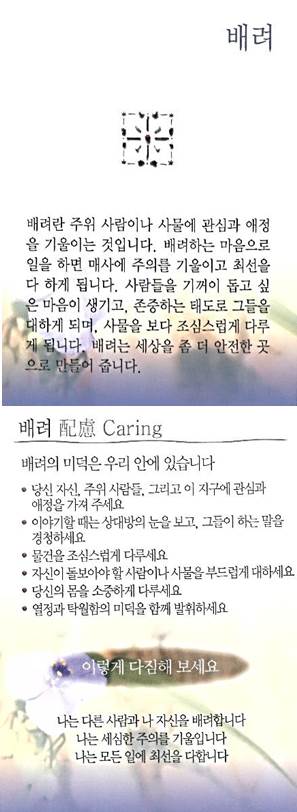 배려
배려란 주위 사람이나 사물에 관심과 애정
을 기울이는 것입니다. 배려하는 마음으로
일을 하면 매사에 주의를 기울이고 최선을
다 하게 됩니다. 사람들을 기꺼이 돕고 싶
은 마음이 생기고, 존중하는 태도로 그들을
대하게 되며, 사물을 보다 조심스럽게 다루
게 됩니다. 배려는 세상을 좀 더 안전한 곳
으로 만들어 줍니다.
배려 配慮 Caring
배려의 미덕은 우리 안에 있습니다
• 당신 자신, 주위 사람들, 그리고 이 지구에 관심과
애정을 가져 주세요
• 이야기할 때는 상대방의 눈을 보고, 그들이 하는 말을
경청하세요
• 물건을 조심스럽게 다루세요
• 자신이 돌보아야 할 사람이나 사물을 부드럽게 대하세요
• 당신의 몸을 소중하게 다루세요
• 열정과 탁월함의 미덕을 함께 발휘하세요
이렇게 다짐해 보세요
나는 다른 사람과 나 자신을 배려합니다
나는 세심한 주의를 기울입니다
나는 모든 일에 최선을 다합니다